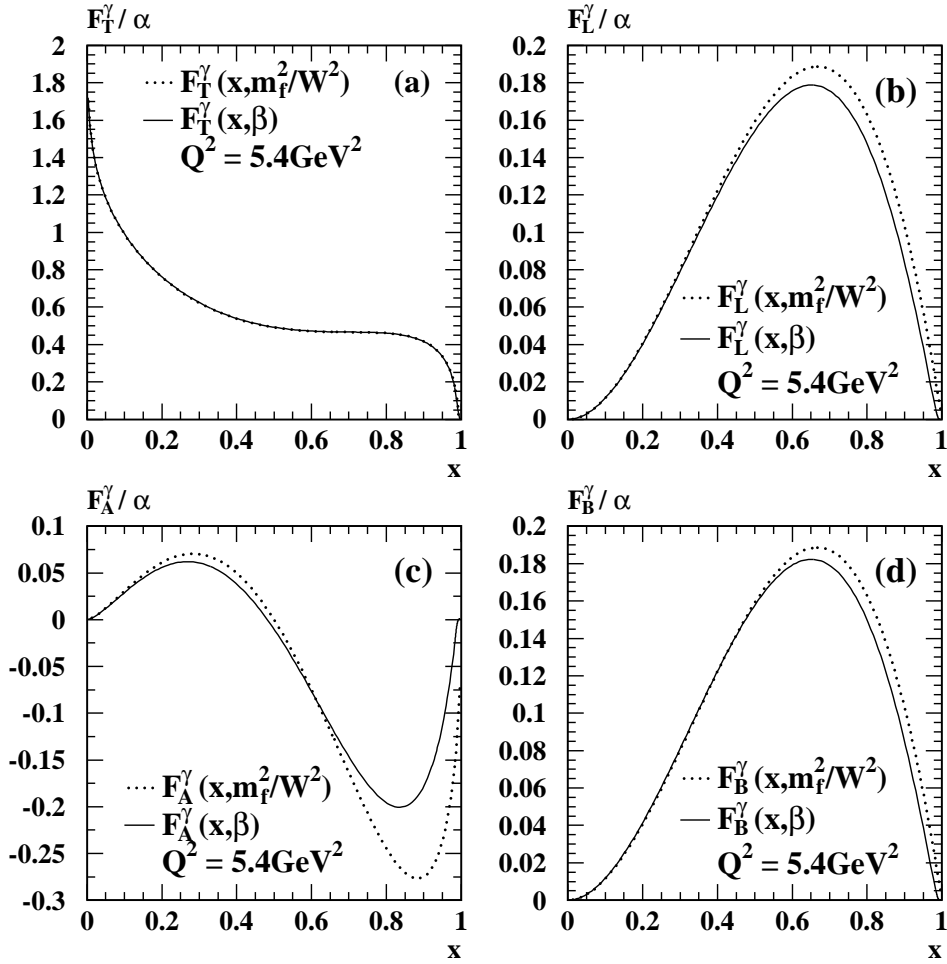 F_T^γ / α
2
1.8
1.6
1.4
1.2
1
0.8
0.6
0.4
0.2
0
0 0.2 0.4 0.6 0.8 1
x
F_T^γ (x,m_f^2/W^2)
F_T^γ (x,β)
Q^2 = 5.4GeV^2
(a)
F_L^γ / α
0.2
0.18
0.16
0.14
0.12
0.1
0.08
0.06
0.04
0.02
0
0 0.2 0.4 0.6 0.8 1
x
(b)
F_L^γ (x,m_f^2/W^2)
F_L^γ (x,β)
Q^2 = 5.4GeV^2
F_A^γ / α
0.1
0.05
0
-0.05
-0.1
-0.15
-0.2
-0.25
-0.3
0 0.2 0.4 0.6 0.8 1
x
(c)
F_A^γ (x,m_f^2/W^2)
F_A^γ (x,β)
Q^2 = 5.4GeV^2
F_B^γ / α
0.2
0.18
0.16
0.14
0.12
0.1
0.08
0.06
0.04
0.02
0
0 0.2 0.4 0.6 0.8 1
x
(d)
F_B^γ (x,m_f^2/W^2)
F_B^γ (x,β)
Q^2 = 5.4GeV^2